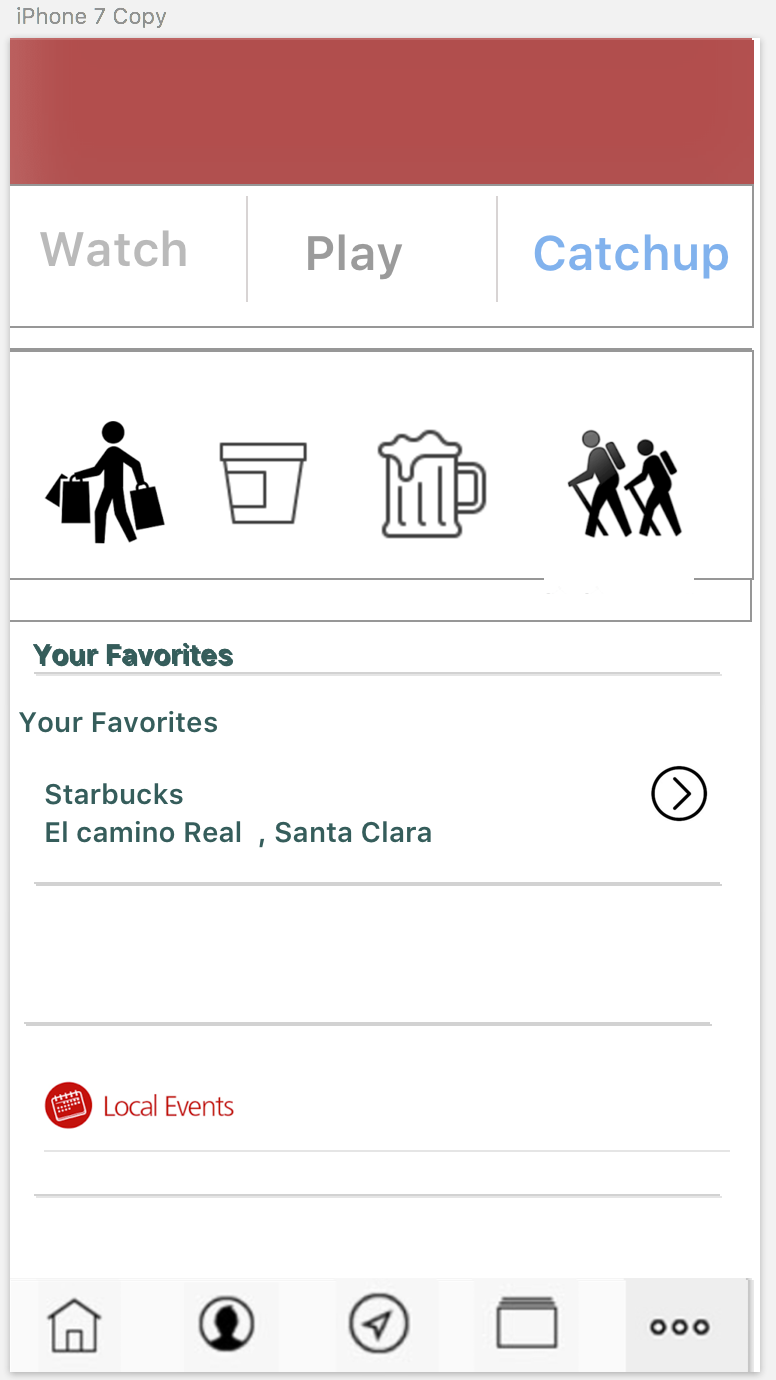 iPhone 7 Copy
Watch
Play
Catchup
Your Favorites
Your Favorites
Starbucks
El camino Real , Santa Clara
Local Events